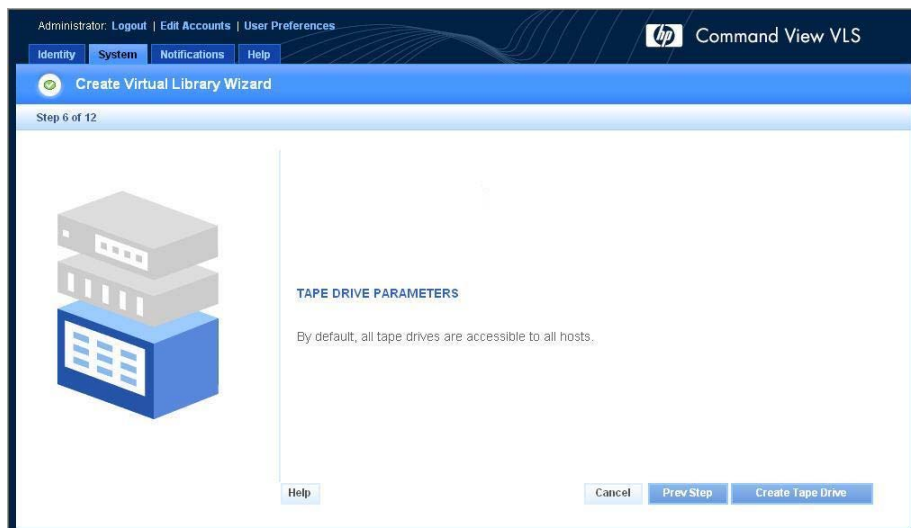 Administrator: Logout | Edit Accounts | User Preferences
hp Command View VLS
Identity System Notifications Help
Create Virtual Library Wizard
Step 6 of 12
TAPE DRIVE PARAMETERS
By default, all tape drives are accessible to all hosts.
Help Cancel Prev Step Create Tape Drive